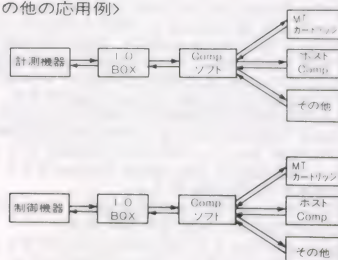 の他の応用例〉
計測機器
I.O
BOX
Comp
ソフト
MT
カートリッジ
ホスト
Comp
その他
制御機器
I.O
BOX
Comp
ソフト
MT
カートリッジ
ホスト
Comp
その他